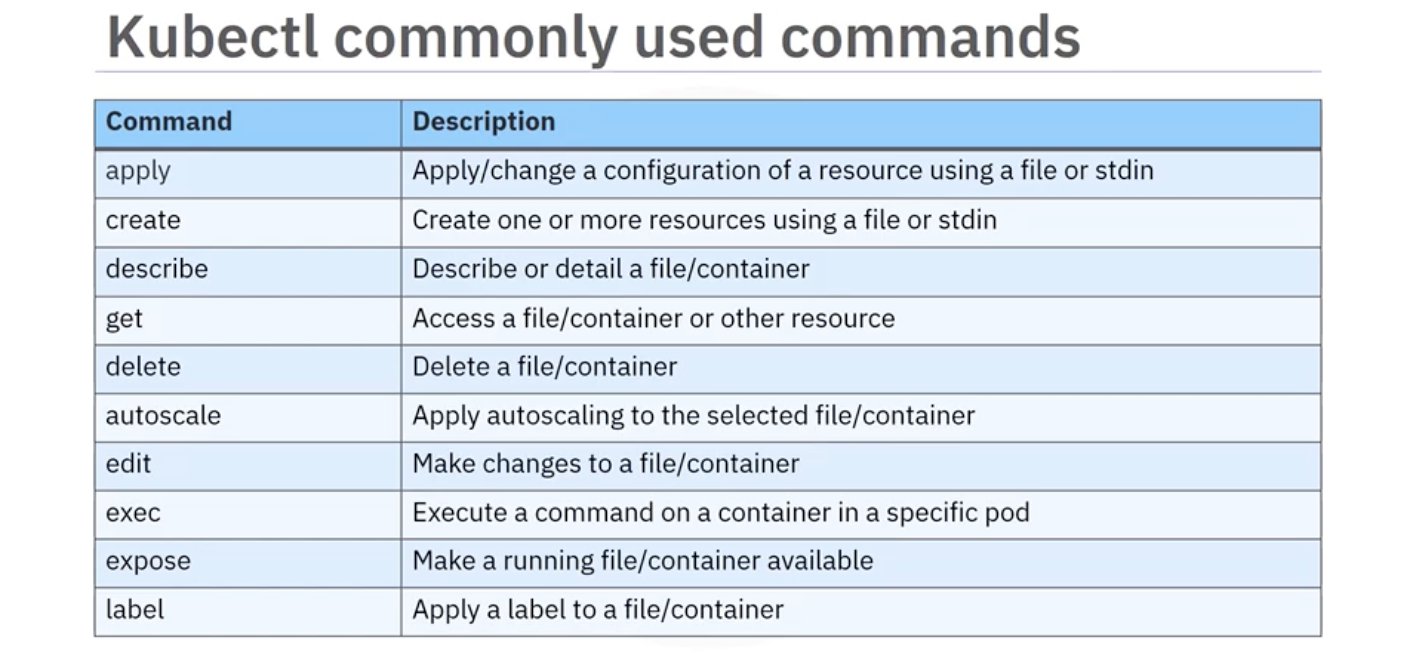 Kubectl commonly used commands
Command Description
apply Apply/change a configuration of a resource using a file or stdin
create Create one or more resources using a file or stdin
describe Describe or detail a file/container
get Access a file/container or other resource
delete Delete a file/container
autoscale Apply autoscaling to the selected file/container
edit Make changes to a file/container
exec Execute a command on a container in a specific pod
expose Make a running file/container available
label Apply a label to a file/container